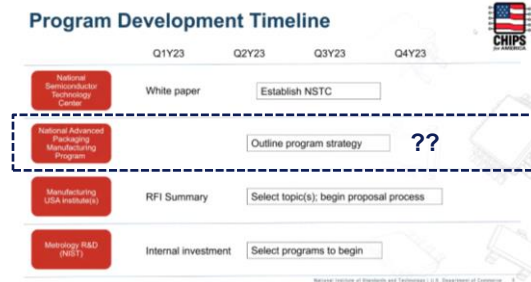 Program Development Timeline
CHIPS
for AMERICA
Q1Y23 Q2Y23 Q3Y23 Q4Y23
National
Semiconductor
Technology
Center
White paper
Establish NSTC
National Advanced
Packaging
Manufacturing
Program
Outline program strategy
??
Manufacturing
USA institute(s)
RFI Summary
Select topic(s); begin proposal process
Metrology R&D
(NIST)
Internal investment
Select programs to begin
National Institute of Standards and Technology | U.S. Department of Commerce